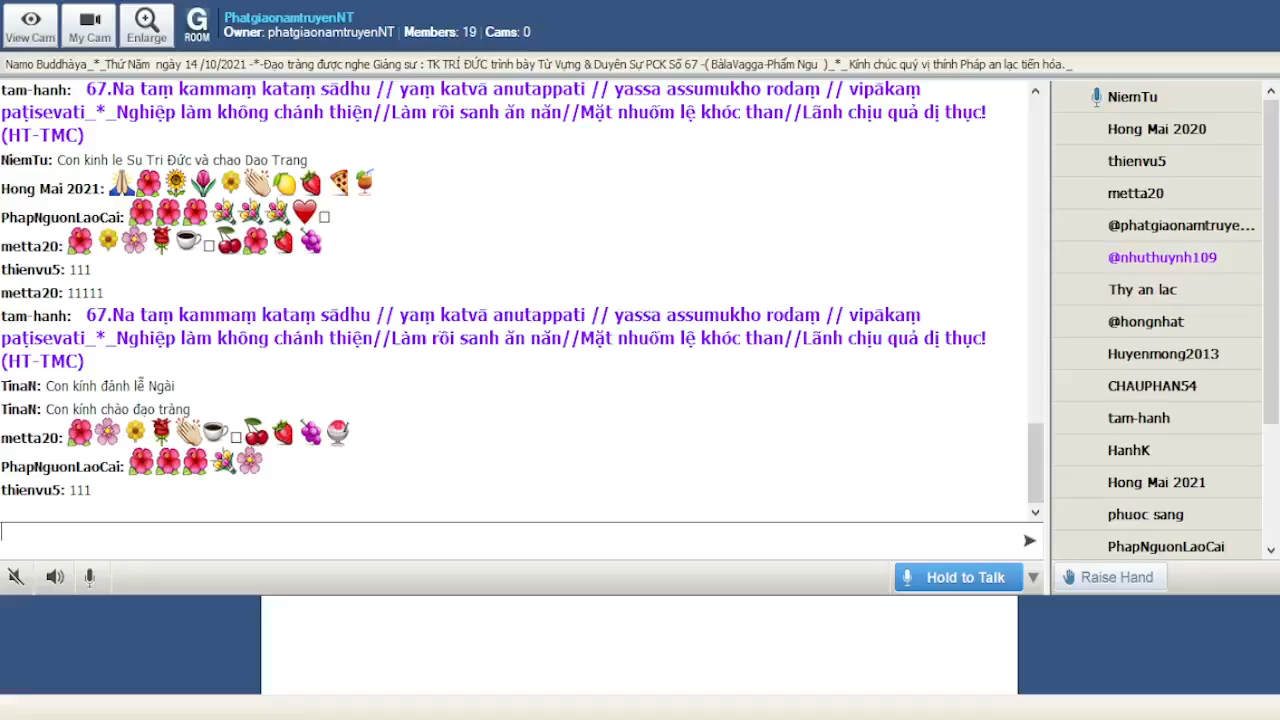 View Cam
My Cam
Enlarge
G
ROOM
PhatgiaonamtruyenNT
Owner: phatgiaonamtruyenNT | Members: 19 | Cams: 0
Namo Buddhàya_*_Thứ Năm ngày 14 /10/2021 -*-Đạo tràng được nghe Giảng sư : TK TRÍ ĐỨC trình bày Từ Vựng & Duyên Sự PCK Số 67 -( BàlaVagga-Phẩm Ngu )_*_ Kính chúc quý vị thính Pháp an lạc tiến hóa._
tam-hanh: 67.Na taṃ kammaṃ kataṃ sādhu // yaṃ katvā anutappati // yassa assumukho rodaṃ // vipākaṃ
paṭisevati_*_Nghiệp làm không chánh thiện//Làm rồi sanh ăn năn//Mặt nhuốm lệ khóc than//Lãnh chịu quả dị thục!
(HT-TMC)
NiemTu: Con kinh le Su Tri Đức và chao Dao Trang
Hong Mai 2021:
PhapNguonLaoCai:
metta20:
thienvu5: 111
metta20: 11111
tam-hanh: 67.Na taṃ kammaṃ kataṃ sādhu // yaṃ katvā anutappati // yassa assumukho rodaṃ // vipākaṃ
paṭisevati_*_Nghiệp làm không chánh thiện//Làm rồi sanh ăn năn//Mặt nhuốm lệ khóc than//Lãnh chịu quả dị thục!
(HT-TMC)
TinaN: Con kính đảnh lễ Ngài
TinaN: Con kính chào đạo tràng
metta20:
PhapNguonLaoCai:
thienvu5: 111
Hold to Talk
NiemTu
Hong Mai 2020
thienvu5
metta20
@phatgiaonamtruye...
@nhuthuynh109
Thy an lac
@hongnhat
Huyenmong2013
CHAUPHAN54
tam-hanh
HanhK
Hong Mai 2021
phuoc sang
PhapNguonLaoCai
Raise Hand